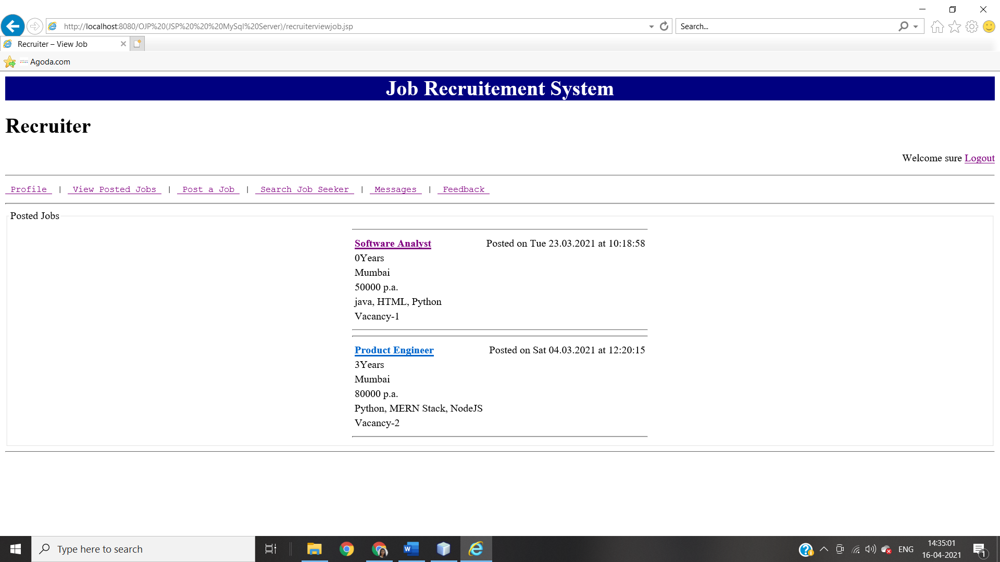 http://localhost:8080/OJP%20(JSP%20%20%20MySql%20Server)/recruiterviewjob.jsp
Search...
Recruiter – View Job
Agoda.com
Job Recruitement System
Recruiter
Welcome sure Logout
Profile | View Posted Jobs | Post a Job | Search Job Seeker | Messages | Feedback
Posted Jobs
Software Analyst Posted on Tue 23.03.2021 at 10:18:58
0Years
Mumbai
50000 p.a.
java, HTML, Python
Vacancy-1
Product Engineer Posted on Sat 04.03.2021 at 12:20:15
3Years
Mumbai
80000 p.a.
Python, MERN Stack, NodeJS
Vacancy-2
Type here to search
ENG
14:35:01
16-04-2021
1